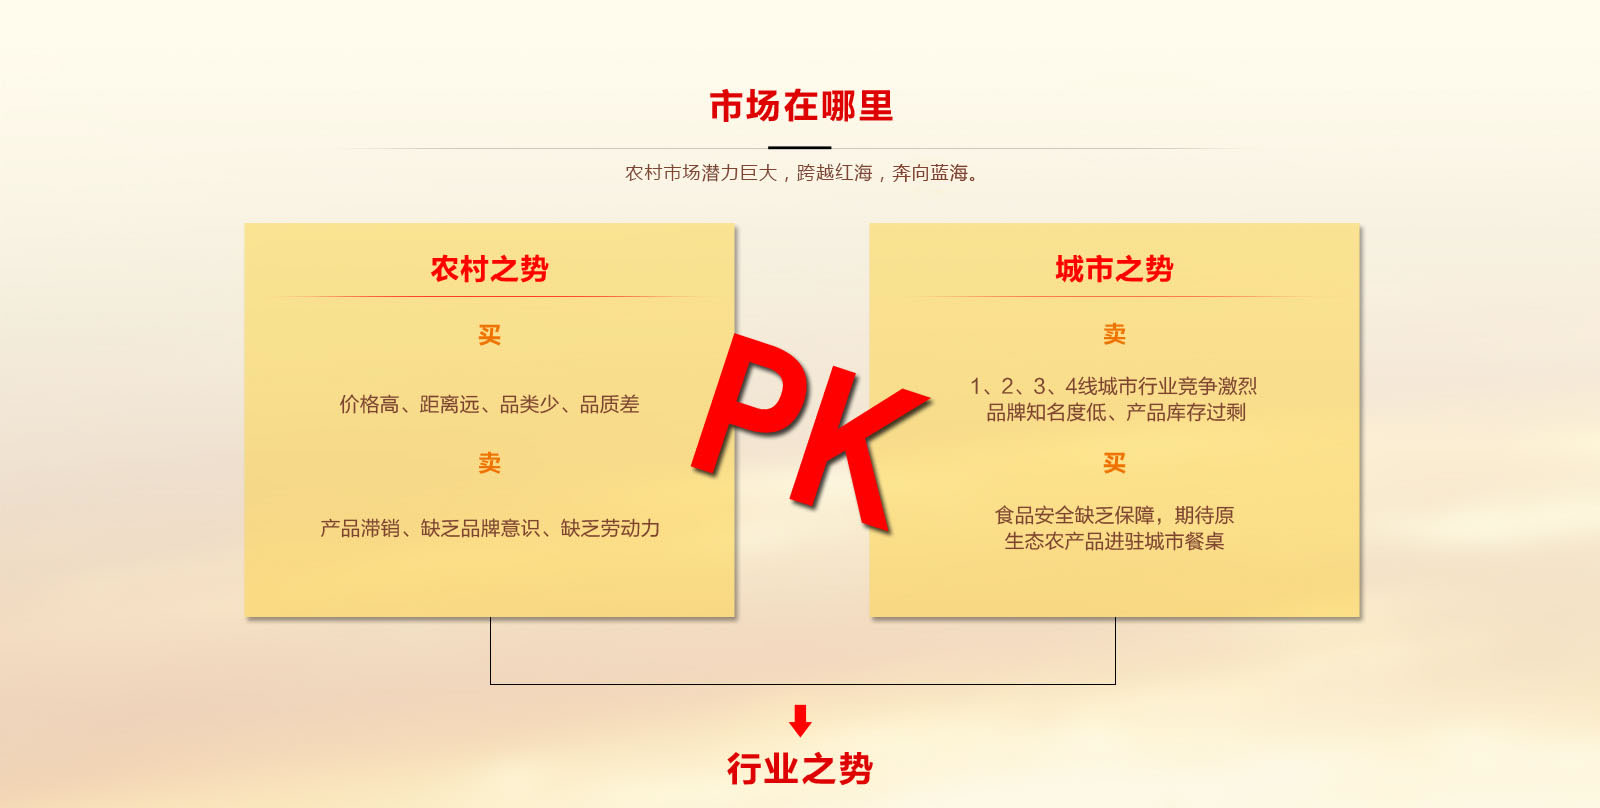 市场在哪里
农村市场潜力巨大，跨越红海，奔向蓝海。
农村之势
买
价格高、距离远、品类少、品质差
卖
产品滞销、缺乏品牌意识、缺乏劳动力
PK
城市之势
卖
1、2、3、4线城市行业竞争激烈
品牌知名度低、产品库存过剩
买
食品安全缺乏保障，期待原
生态农产品进驻城市餐桌
行业之势